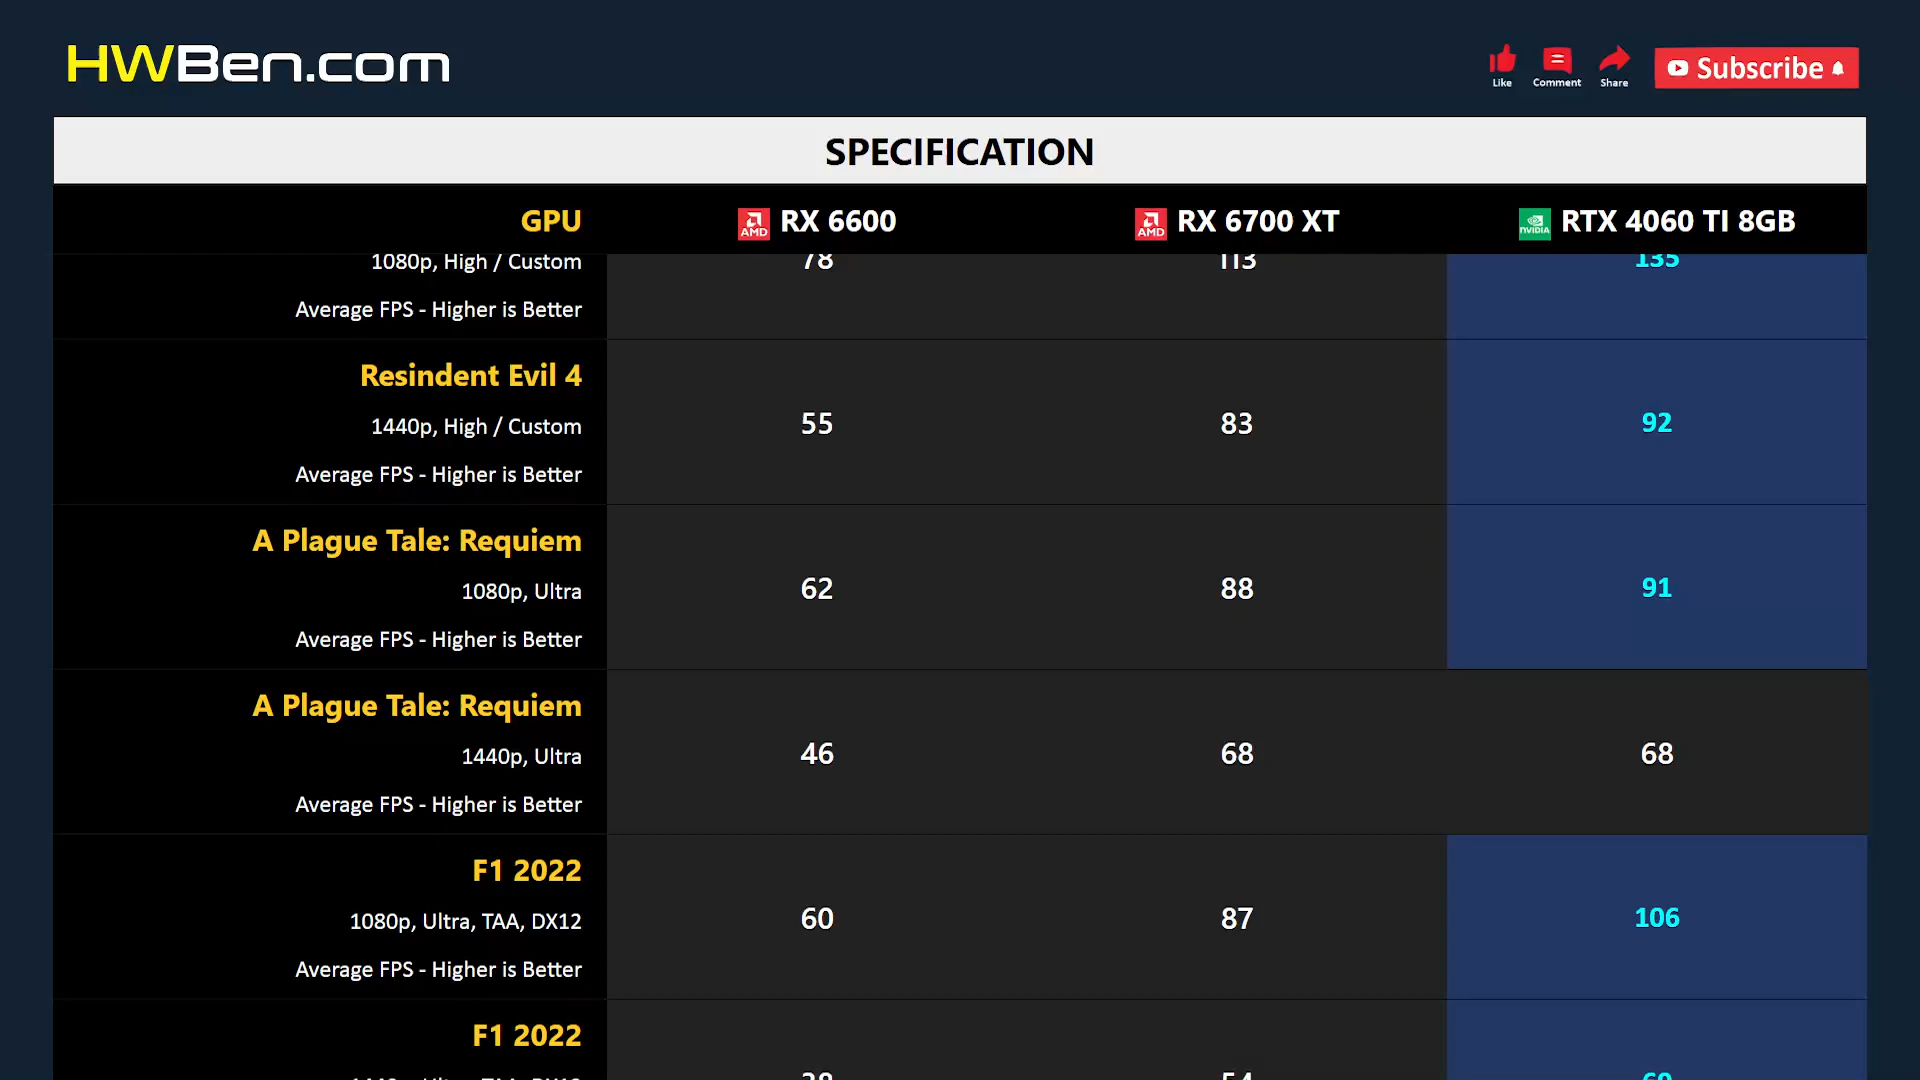 HWBen.com
Like Comment Share Subscribe
SPECIFICATION
GPU AMD RX 6600 AMD RX 6700 XT NVIDIA RTX 4060 TI 8GB
1080p, High / Custom 78 113 135
Average FPS - Higher is Better
Resindent Evil 4
1440p, High / Custom 55 83 92
Average FPS - Higher is Better
A Plague Tale: Requiem
1080p, Ultra 62 88 91
Average FPS - Higher is Better
A Plague Tale: Requiem
1440p, Ultra 46 68 68
Average FPS - Higher is Better
F1 2022
1080p, Ultra, TAA, DX12 60 87 106
Average FPS - Higher is Better
F1 2022